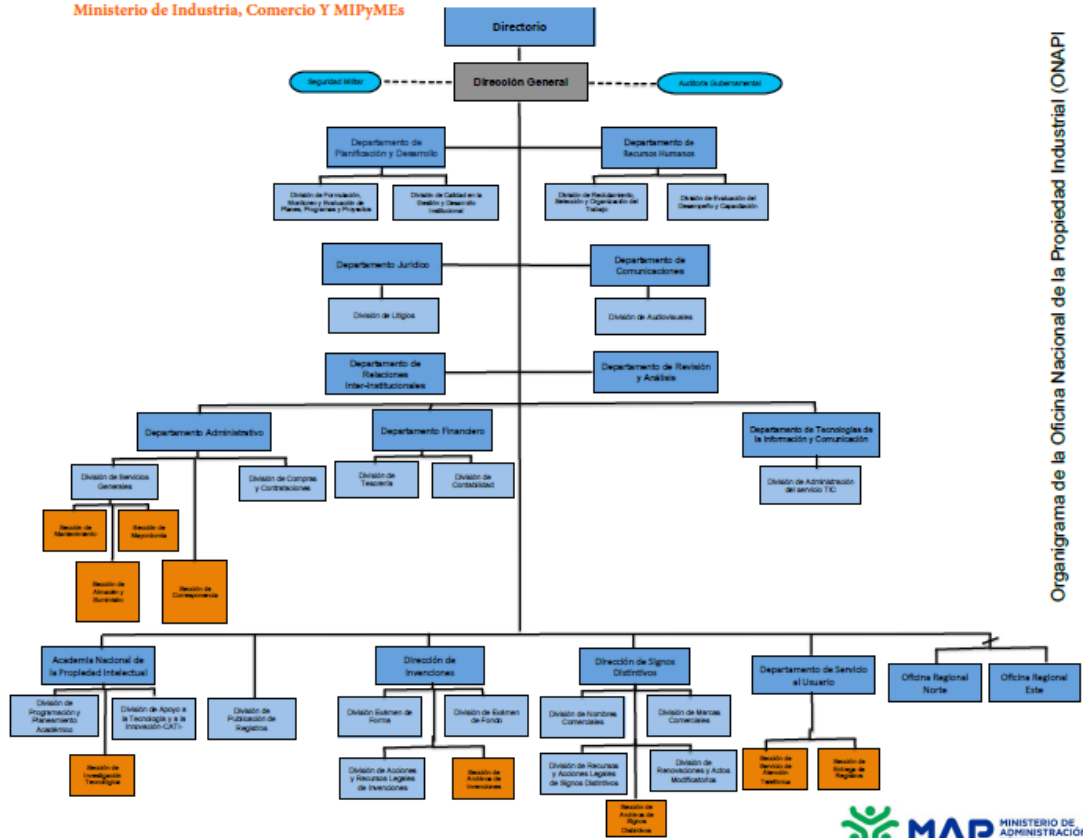 Ministerio de Industria, Comercio Y MIPyMEs
Directorio
Seguridad Militar
Dirección General
Auditoría Gubernamental
Departamento de
Planificación y Desarrollo
Departamento de
Recursos Humanos
División de Formulación,
Monitoreo y Evaluación de
Planes, Programas y Proyectos
División de Calidad en la
Gestión y Desarrollo
Institucional
División de Reclutamiento,
Selección y Organización del
Trabajo
División de Evaluación del
Desempeño y Capacitación
Departamento Jurídico
Departamento de
Comunicaciones
División de Litigios
División de Audiovisuales
Departamento de
Relaciones
Inter-institucionales
Departamento de Revisión
y Análisis
Departamento Administrativo
Departamento Financiero
Departamento de Tecnologías de
la Información y Comunicación
División de Servicios
Generales
División de Compras
y Contrataciones
División de
Tesorería
División de
Contabilidad
División de Administración
del servicio TIC
Sección de
Mantenimiento
Sección de
Mayordomía
Sección de
Almacén y
Suministro
Sección de
Correspondencia
Academia Nacional de
la Propiedad Intelectual
Dirección de
Invenciones
Dirección de Signos
Distintivos
Departamento de Servicio
al Usuario
Oficina Regional
Norte
Oficina Regional
Este
División de
Programación y
Planeamiento
Académico
División de Apoyo a
la Tecnología y a la
Innovación-CATI-
División de
Publicación de
Registros
División Exámen de
Forma
División de Exámen
de Fondo
División de Nombres
Comerciales
División de Marcas
Comerciales
Sección de
Investigación
Tecnológica
División de Acciones
y Recursos Legales
de Invenciones
Sección de
Archivos de
Invenciones
División de Recursos
y Acciones Legales
de Signos Distintivos
División de
Renovaciones y Actos
Modificatorios
Sección de
Servicio de
Atención
Telefónica
Sección de
Entrega de
Registros
Sección de
Archivos de
Signos
Distintivos
Organigrama de la Oficina Nacional de la Propiedad Industrial (ONAPI
MAP MINISTERIO DE
ADMINISTRACIÓN